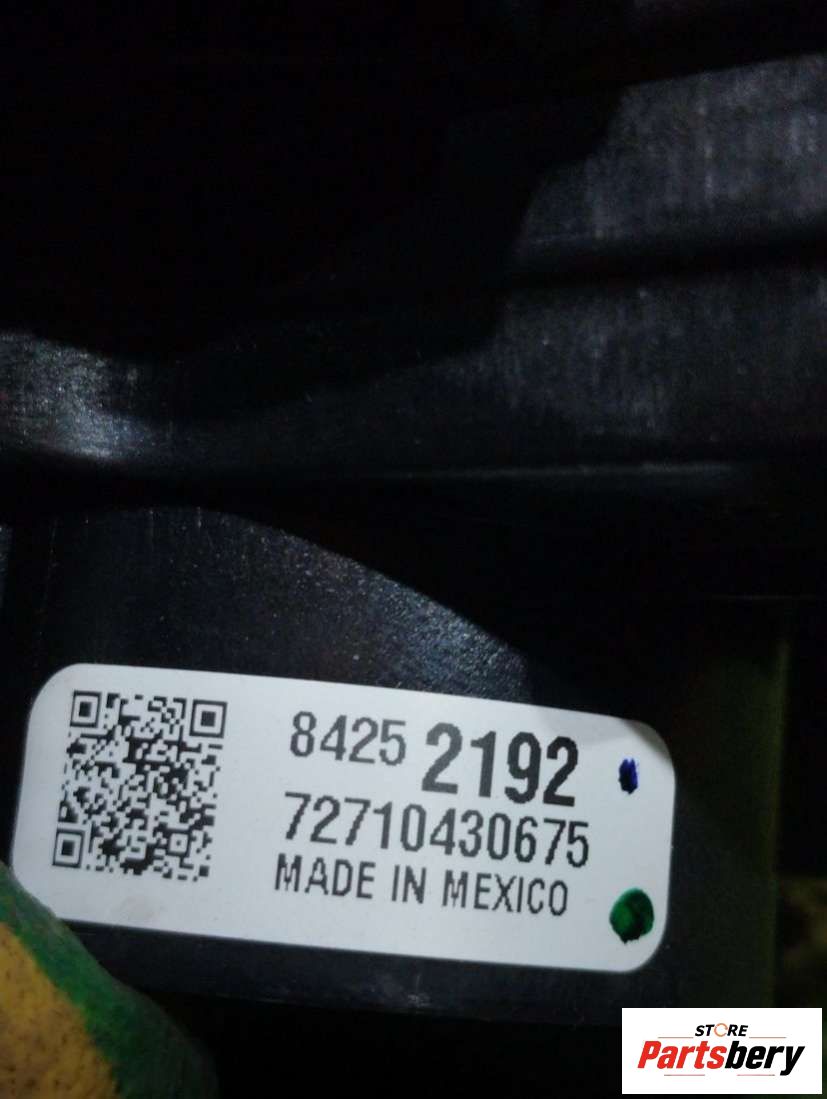 8425 2192
72710430675
MADE IN MEXICO
STORE
Partsbery